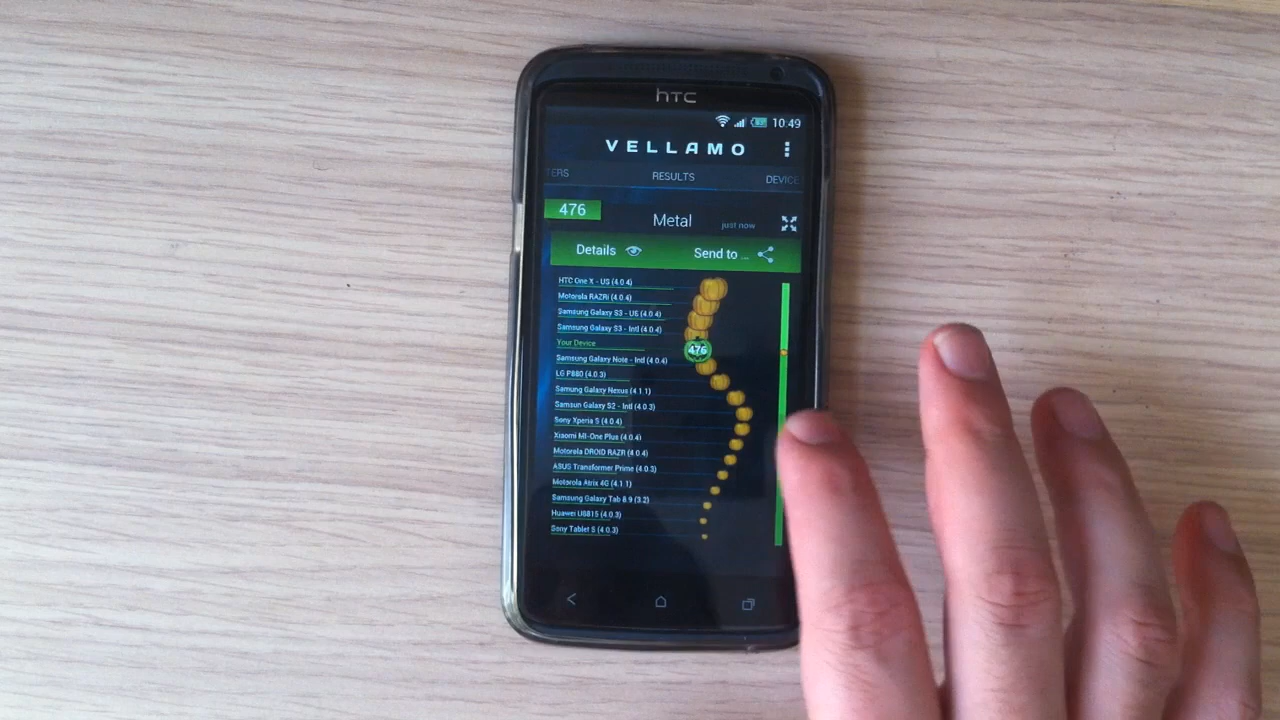 hTC
10:49
VELLAMO
TERS RESULTS DEVICE
476
Metal just now
Details Send to ...
HTC One X - US (4.0.4)
Motorola RAZRi (4.0.4)
Samsung Galaxy S3 - US (4.0.4)
Samsung Galaxy S3 - Intl (4.0.4)
Your Device
476
Samsung Galaxy Note - Intl (4.0.4)
LG P880 (4.0.3)
Samung Galaxy Nexus (4.1.1)
Samsun Galaxy S2 - Intl (4.0.3)
Sony Xperia S (4.0.4)
Xiaomi MI-One Plus (4.0.4)
Motorola DROID RAZR (4.0.4)
ASUS Transformer Prime (4.0.3)
Motorola Atrix 4G (4.1.1)
Samsung Galaxy Tab 8.9 (3.2)
Huawei U8815 (4.0.3)
Sony Tablet S (4.0.3)